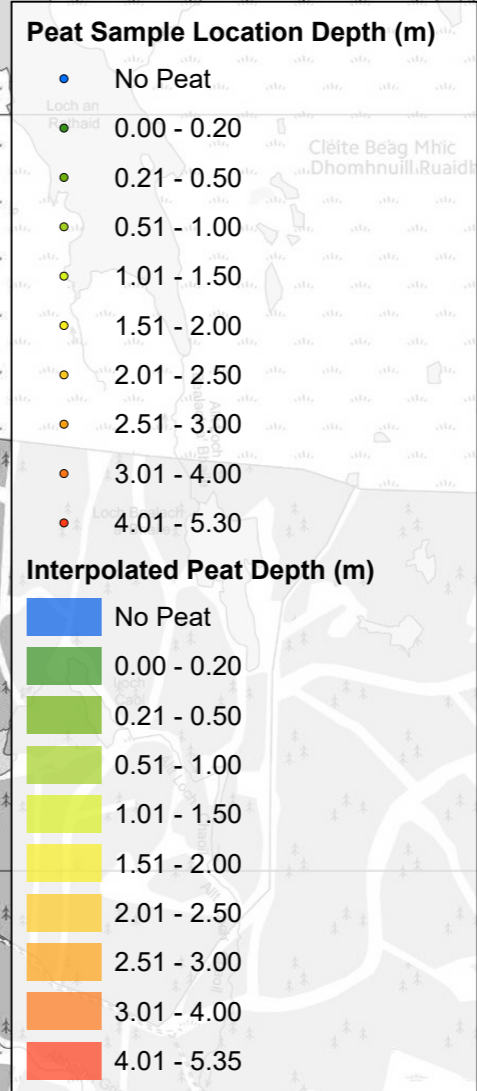 Peat Sample Location Depth (m)
No Peat
Loch an
Rathaid
0.00 - 0.20
Clèite Beag Mhic
Dhomhnuill Ruaidh
0.21 - 0.50
0.51 - 1.00
1.01 - 1.50
1.51 - 2.00
2.01 - 2.50
2.51 - 3.00
3.01 - 4.00
4.01 - 5.30
Interpolated Peat Depth (m)
No Peat
0.00 - 0.20
0.21 - 0.50
0.51 - 1.00
1.01 - 1.50
1.51 - 2.00
2.01 - 2.50
2.51 - 3.00
3.01 - 4.00
4.01 - 5.35